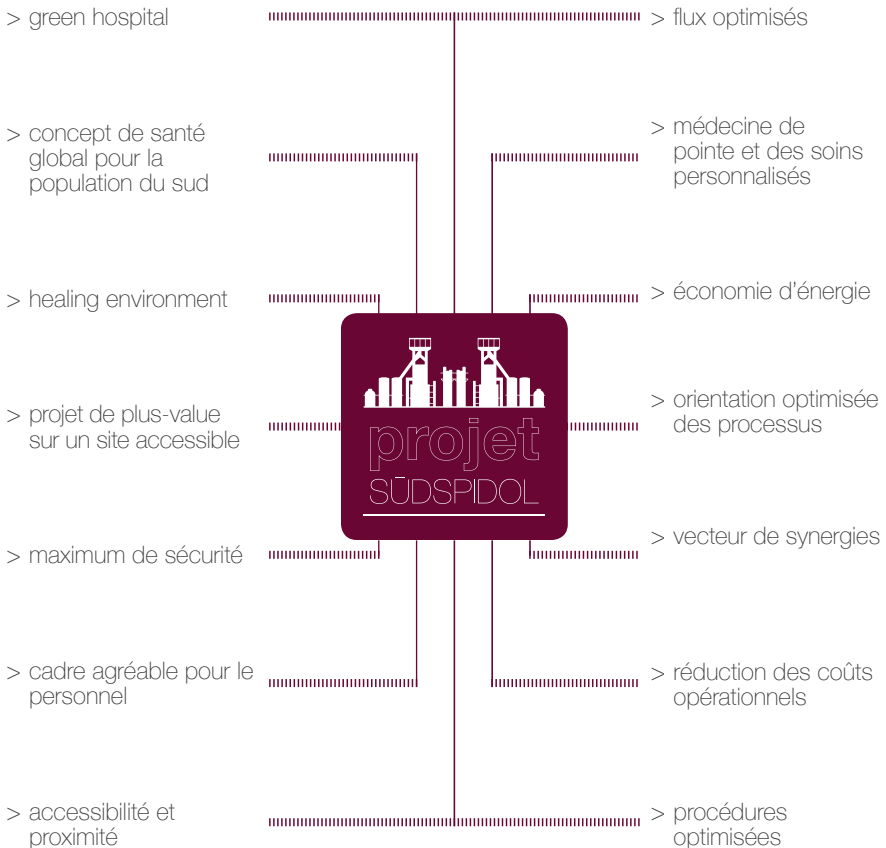 > green hospital
> concept de santé
global pour la
population du sud
> healing environment
> projet de plus-value
sur un site accessible
> maximum de sécurité
> cadre agréable pour le
personnel
> accessibilité et
proximité
projet
SŪDSPIDOL
> flux optimisés
> médecine de
pointe et des soins
personnalisés
> économie d'énergie
> orientation optimisée
des processus
> vecteur de synergies
> réduction des coûts
opérationnels
> procédures
optimisées